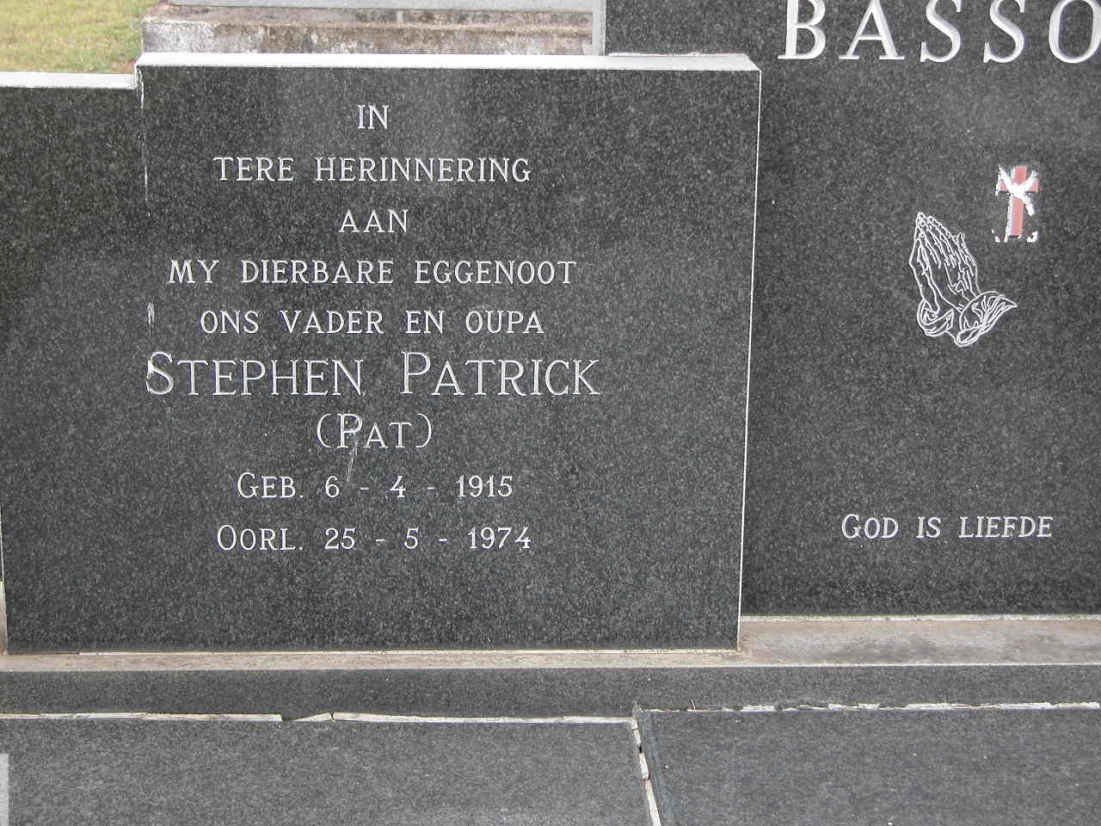 IN
TERE HERINNERING
AAN
MY DIERBARE EGGENOOT
ONS VADER EN OUPA
STEPHEN PATRICK
(PAT)
GEB. 6 - 4 - 1915
OORL. 25 - 5 - 1974
BASSO
GOD IS LIEFDE